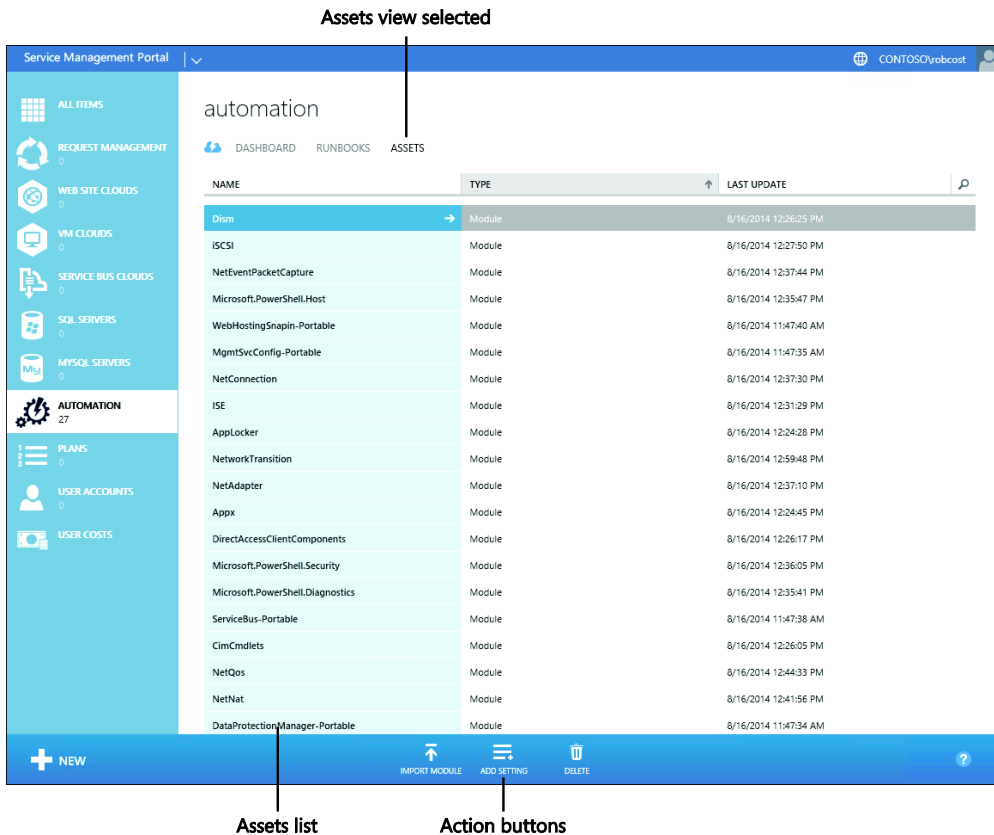 Assets view selected
Service Management Portal
CONTOSO\robcost
ALL ITEMS
REQUEST MANAGEMENT
0
WEB SITE CLOUDS
0
VM CLOUDS
0
SERVICE BUS CLOUDS
0
SQL SERVERS
0
My
MYSQL SERVERS
0
AUTOMATION
27
1
2
3
PLANS
0
USER ACCOUNTS
0
USER COSTS
automation
DASHBOARD RUNBOOKS ASSETS
NAME TYPE LAST UPDATE
Dism Module 8/16/2014 12:26:25 PM
iSCSI Module 8/16/2014 12:27:50 PM
NetEventPacketCapture Module 8/16/2014 12:37:44 PM
Microsoft.PowerShell.Host Module 8/16/2014 12:35:47 PM
WebHostingSnapin-Portable Module 8/16/2014 11:47:40 AM
MgmtSvcConfig-Portable Module 8/16/2014 11:47:35 AM
NetConnection Module 8/16/2014 12:37:30 PM
ISE Module 8/16/2014 12:31:29 PM
AppLocker Module 8/16/2014 12:24:28 PM
NetworkTransition Module 8/16/2014 12:59:48 PM
NetAdapter Module 8/16/2014 12:37:10 PM
Appx Module 8/16/2014 12:24:45 PM
DirectAccessClientComponents Module 8/16/2014 12:26:17 PM
Microsoft.PowerShell.Security Module 8/16/2014 12:36:05 PM
Microsoft.PowerShell.Diagnostics Module 8/16/2014 12:35:41 PM
ServiceBus-Portable Module 8/16/2014 11:47:38 AM
CimCmdlets Module 8/16/2014 12:26:05 PM
NetQos Module 8/16/2014 12:44:33 PM
NetNat Module 8/16/2014 12:41:56 PM
DataProtectionManager-Portable Module 8/16/2014 11:47:34 AM
NEW
IMPORT MODULE ADD SETTING DELETE
?
Assets list
Action buttons